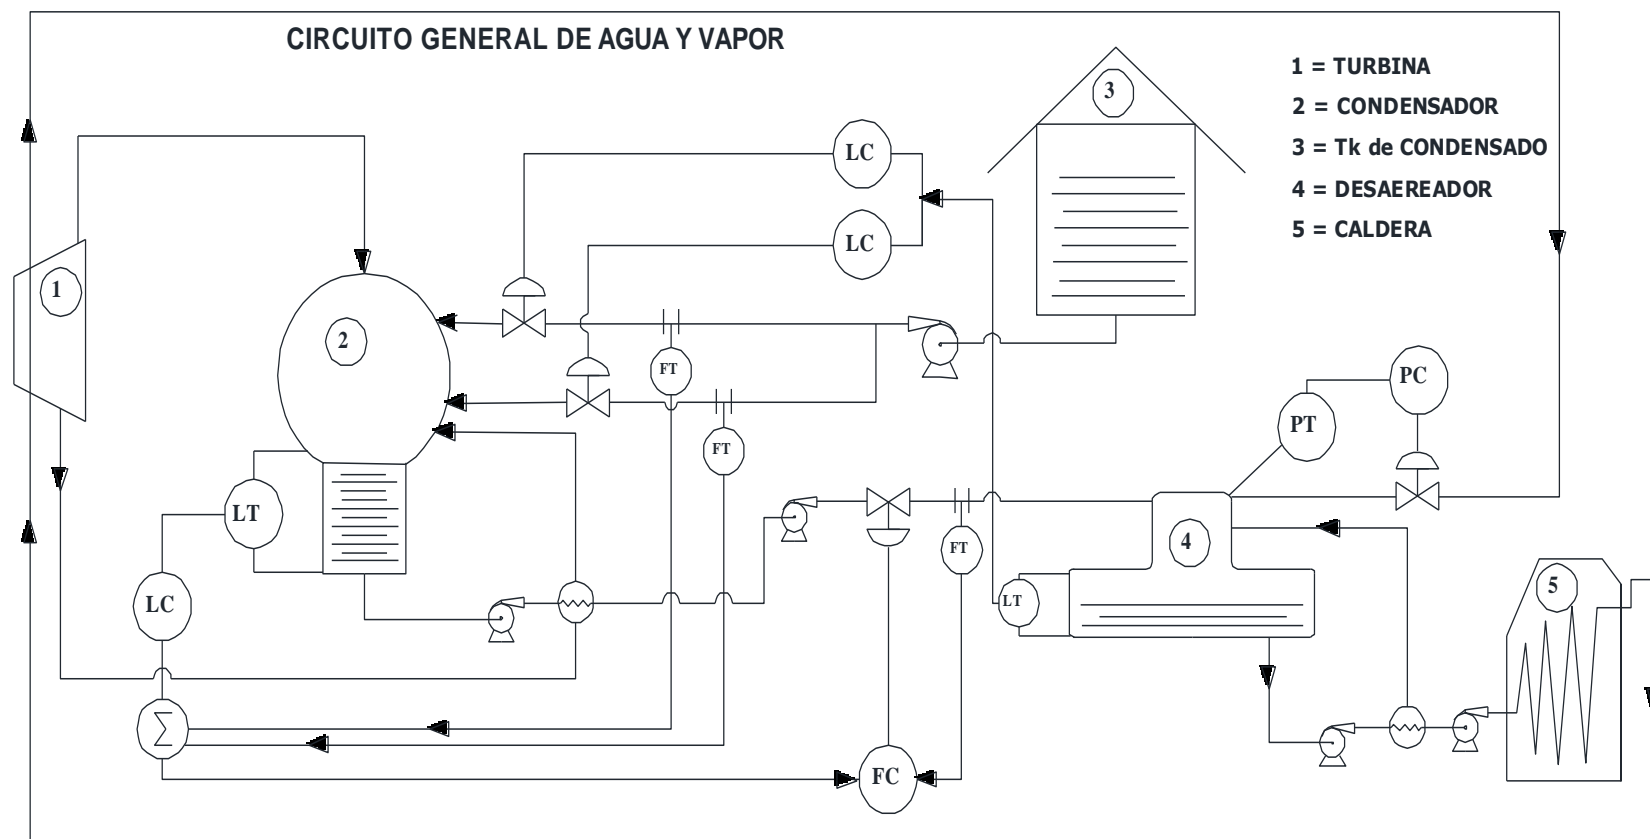 CIRCUITO GENERAL DE AGUA Y VAPOR
1 = TURBINA
2 = CONDENSADOR
3 = Tk de CONDENSADO
4 = DESAEREADOR
5 = CALDERA
3
LC
LC
1
2
FT
PC
PT
FT
LT
FT
4
LT
5
LC
Σ
FC